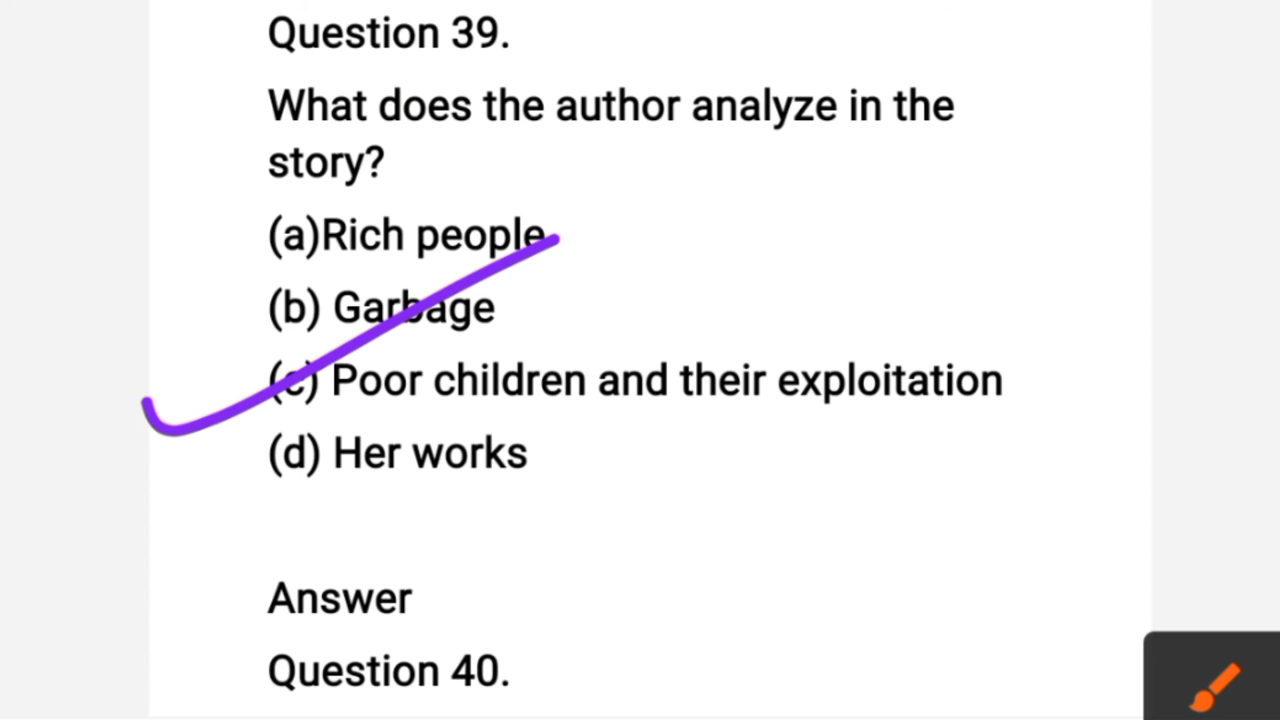 Question 39.
What does the author analyze in the
story?
(a)Rich people
(b) Garbage
(c) Poor children and their exploitation
(d) Her works
Answer
Question 40.